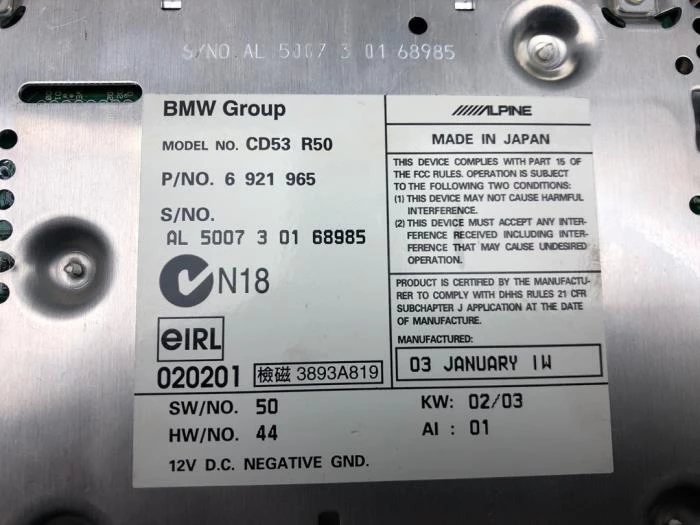 S/NO. AL 5007 3 01 68985
BMW Group
MODEL NO. CD53 R50
P/NO. 6 921 965
S/NO.
AL 5007 3 01 68985
N18
eIRL
020201 檢磁 3893A819
SW/NO. 50
HW/NO. 44
12V D.C. NEGATIVE GND.
KW: 02/03
AI : 01
ALPINE
MADE IN JAPAN
THIS DEVICE COMPLIES WITH PART 15 OF
THE FCC RULES. OPERATION IS SUBJECT
TO THE FOLLOWING TWO CONDITIONS:
(1) THIS DEVICE MAY NOT CAUSE HARMFUL
INTERFERENCE.
(2) THIS DEVICE MUST ACCEPT ANY INTER-
FERENCE RECEIVED INCLUDING INTER-
FERENCE THAT MAY CAUSE UNDESIRED
OPERATION.
PRODUCT IS CERTIFIED BY THE MANUFACTU-
RER TO COMPLY WITH DHHS RULES 21 CFR
SUBCHAPTER J APPLICATION AT THE DATE
OF MANUFACTURE.
MANUFACTURED:
03 JANUARY 1W